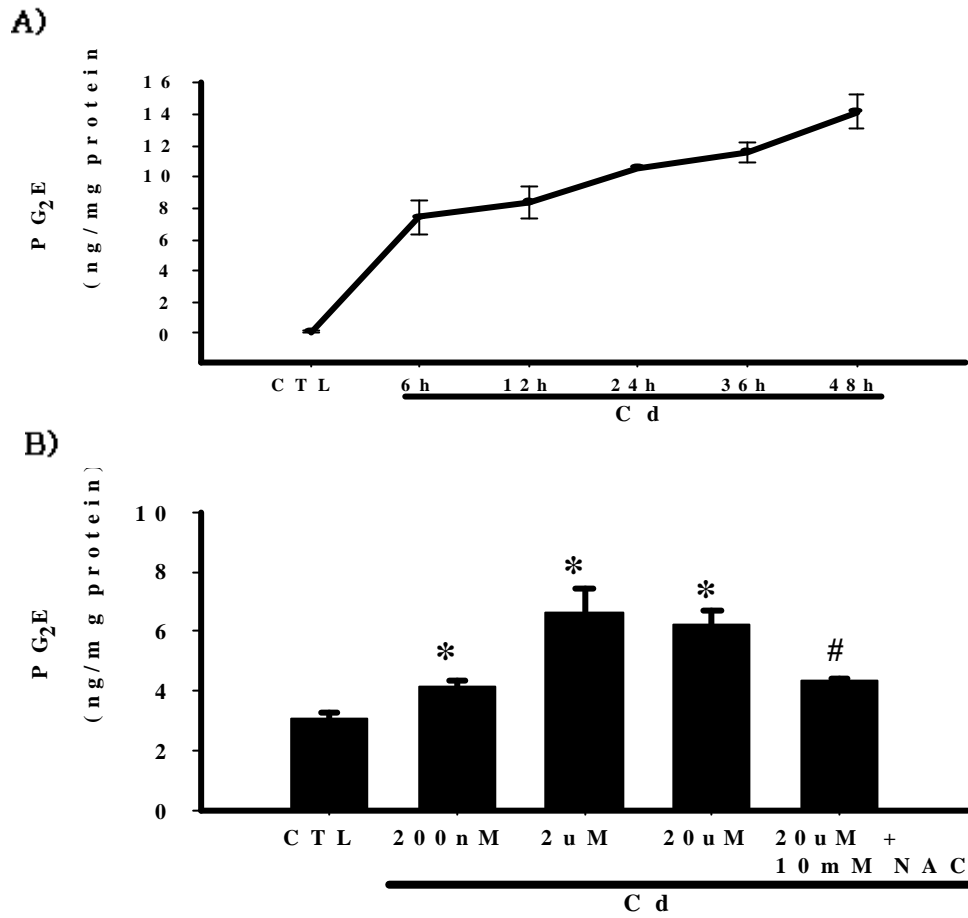 A)
PG2E
(ng/mg protein
16
14
12
10
8
6
4
2
0
CTL 6h 12h 24h 36h 48h
Cd
B)
PG2E
(ng/mg protein)
10
8
6
4
2
0
*
*
*
#
CTL 200nM 2uM 20uM 20uM +
10mM NAC
Cd